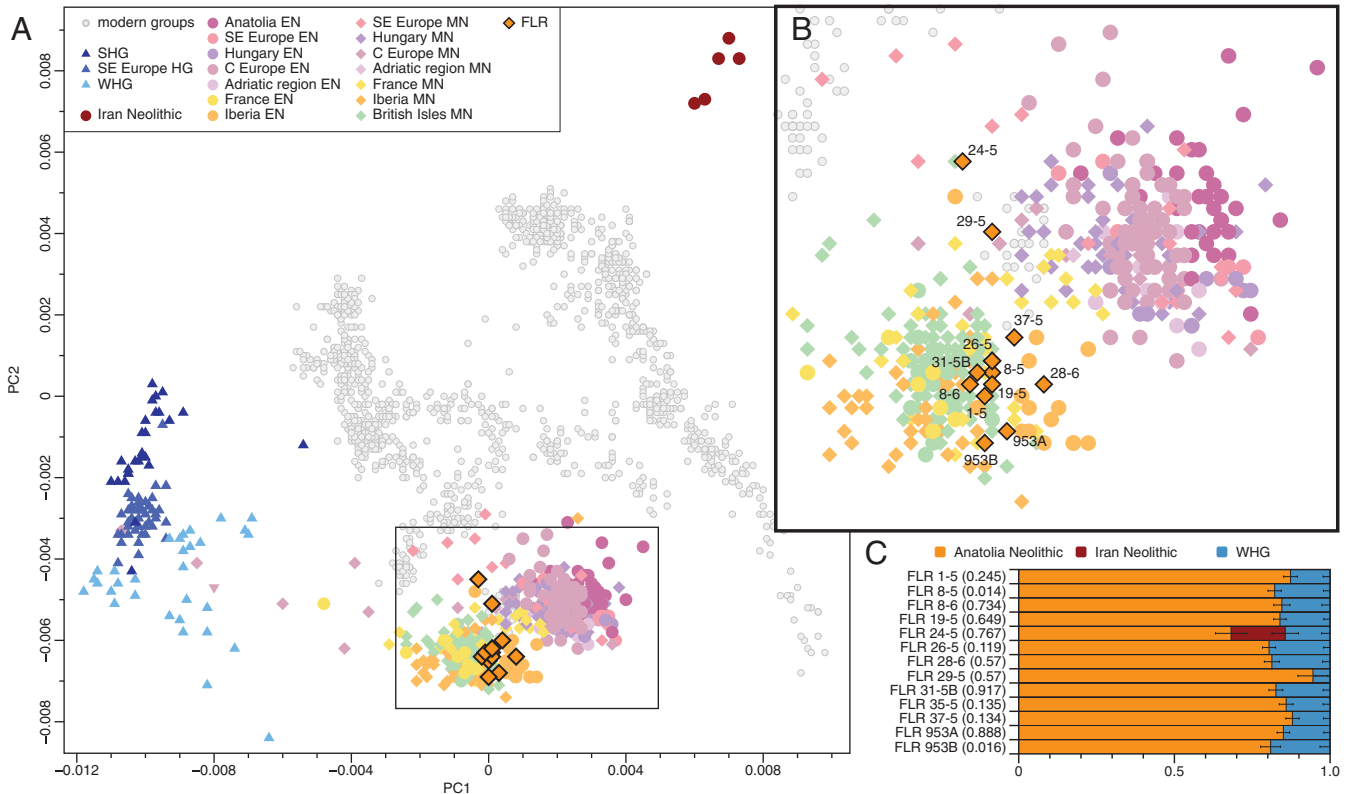 A
modern groups
SHG
SE Europe HG
WHG
Iran Neolithic
Anatolia EN
SE Europe EN
Hungary EN
C Europe EN
Adriatic region EN
France EN
Iberia EN
SE Europe MN
Hungary MN
C Europe MN
Adriatic region MN
France MN
Iberia MN
British Isles MN
FLR
PC2
0.008
0.006
0.004
0.002
0
−0.002
−0.004
−0.006
−0.008
−0.012
−0.008
−0.004
0
0.004
0.008
PC1
B
24-5
29-5
37-5
26-5
31-5B
8-5
28-6
8-6
19-5
1-5
953A
953B
C
Anatolia Neolithic
Iran Neolithic
WHG
FLR 1-5 (0.245)
FLR 8-5 (0.014)
FLR 8-6 (0.734)
FLR 19-5 (0.649)
FLR 24-5 (0.767)
FLR 26-5 (0.119)
FLR 28-6 (0.57)
FLR 29-5 (0.57)
FLR 31-5B (0.917)
FLR 35-5 (0.135)
FLR 37-5 (0.134)
FLR 953A (0.888)
FLR 953B (0.016)
0
0.5
1.0